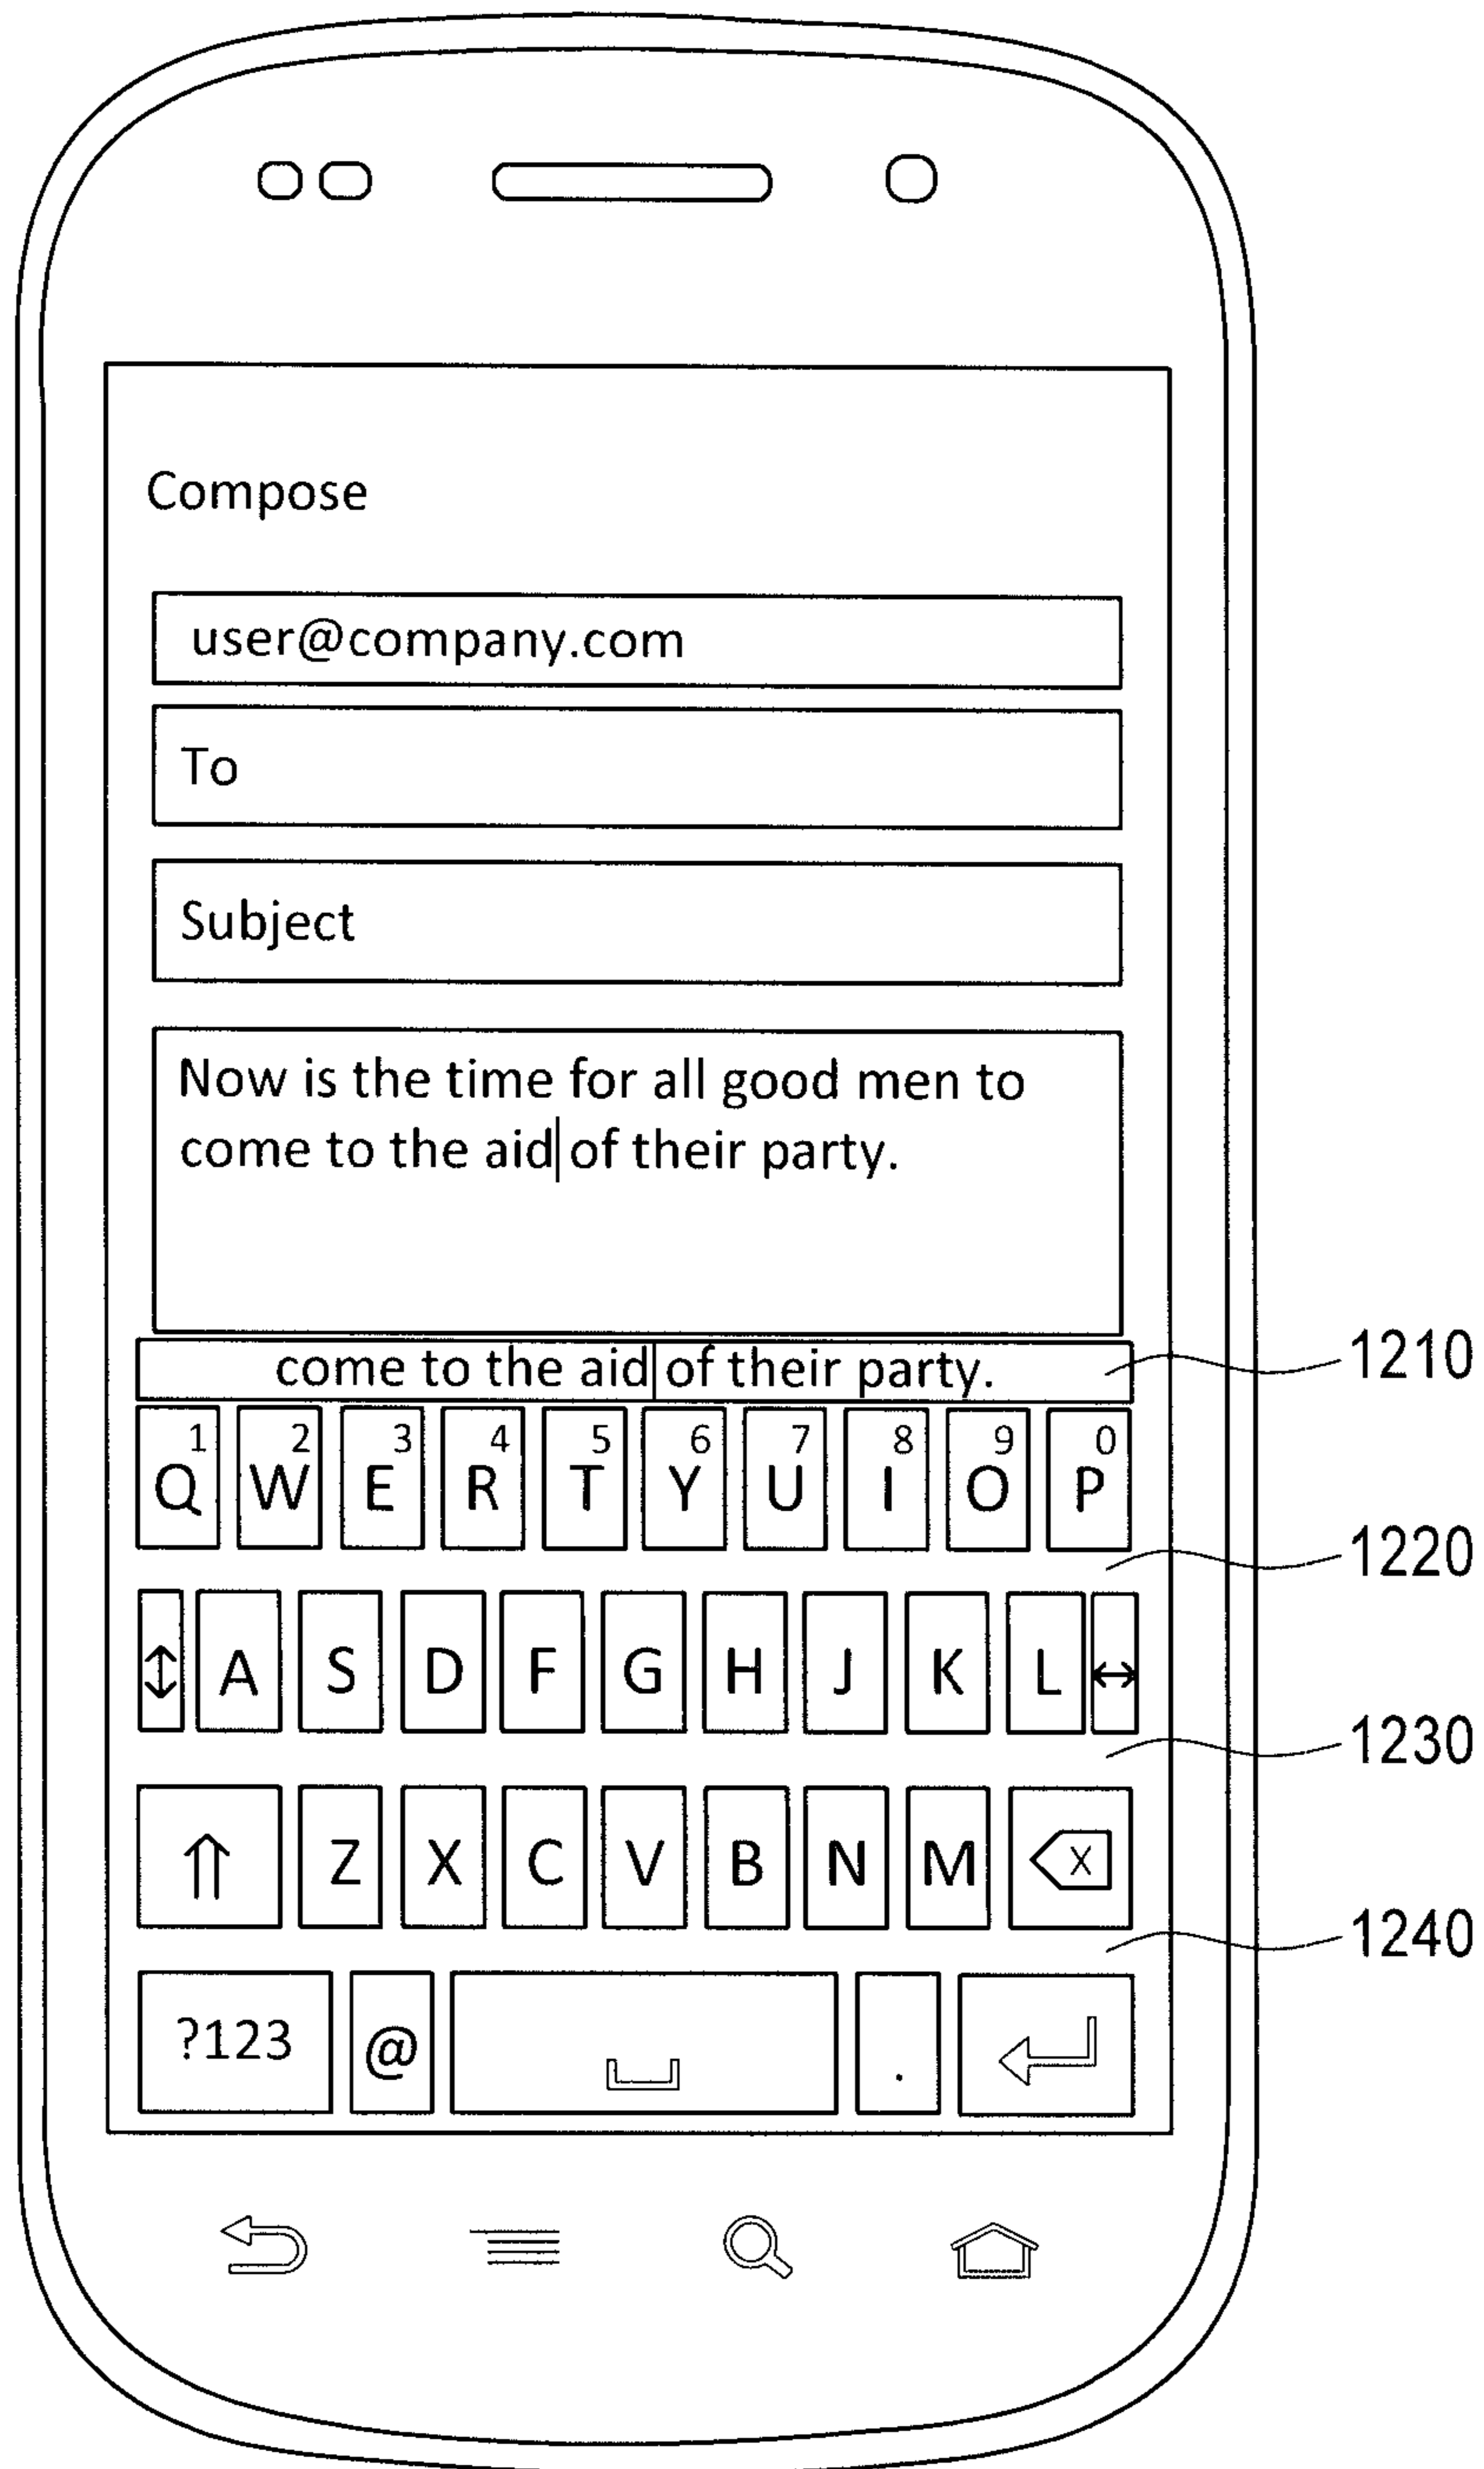 Compose
user@company.com
To
Subject
Now is the time for all good men to
come to the aid of their party.
come to the aid of their party.
1210
1 2 3 4 5 6 7 8 9 0
Q W E R T Y U I O P
1220
A S D F G H J K L
1230
Z X C V B N M X
1240
?123 @ .